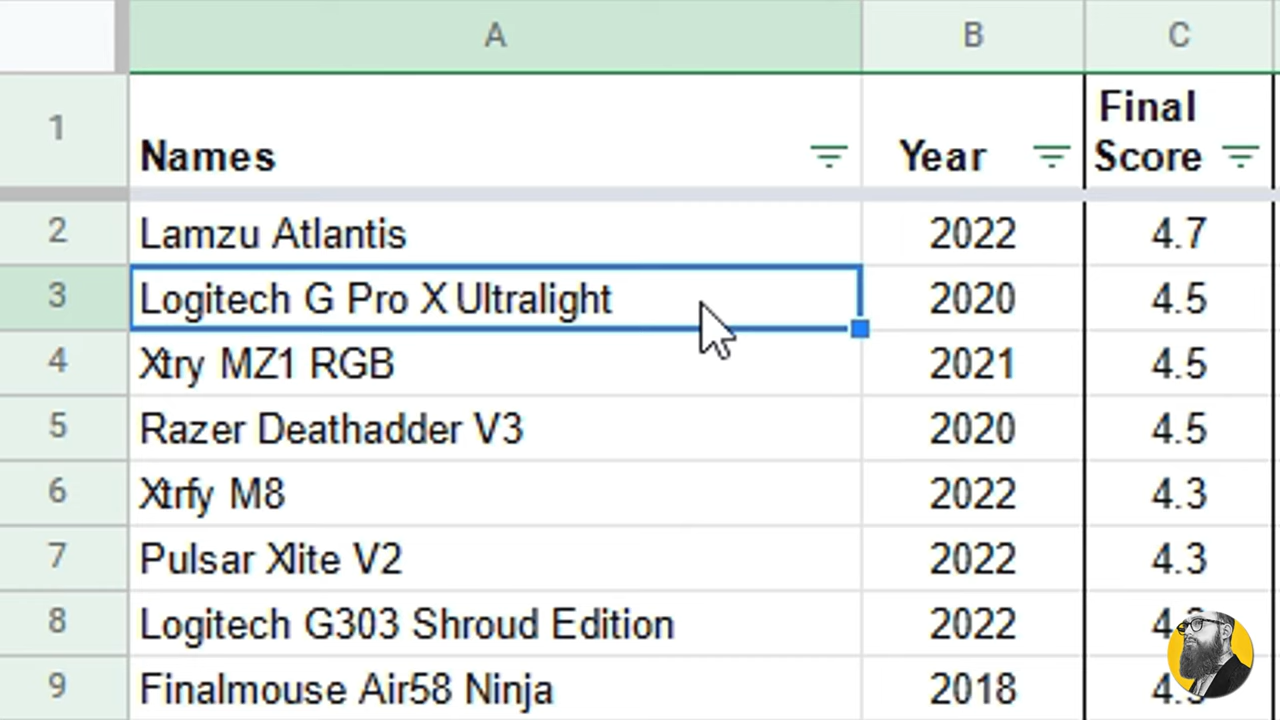 A B C
1 Names Year Final Score
2 Lamzu Atlantis 2022 4.7
3 Logitech G Pro X Ultralight 2020 4.5
4 Xtry MZ1 RGB 2021 4.5
5 Razer Deathadder V3 2020 4.5
6 Xtrfy M8 2022 4.3
7 Pulsar Xlite V2 2022 4.3
8 Logitech G303 Shroud Edition 2022
9 Finalmouse Air58 Ninja 2018